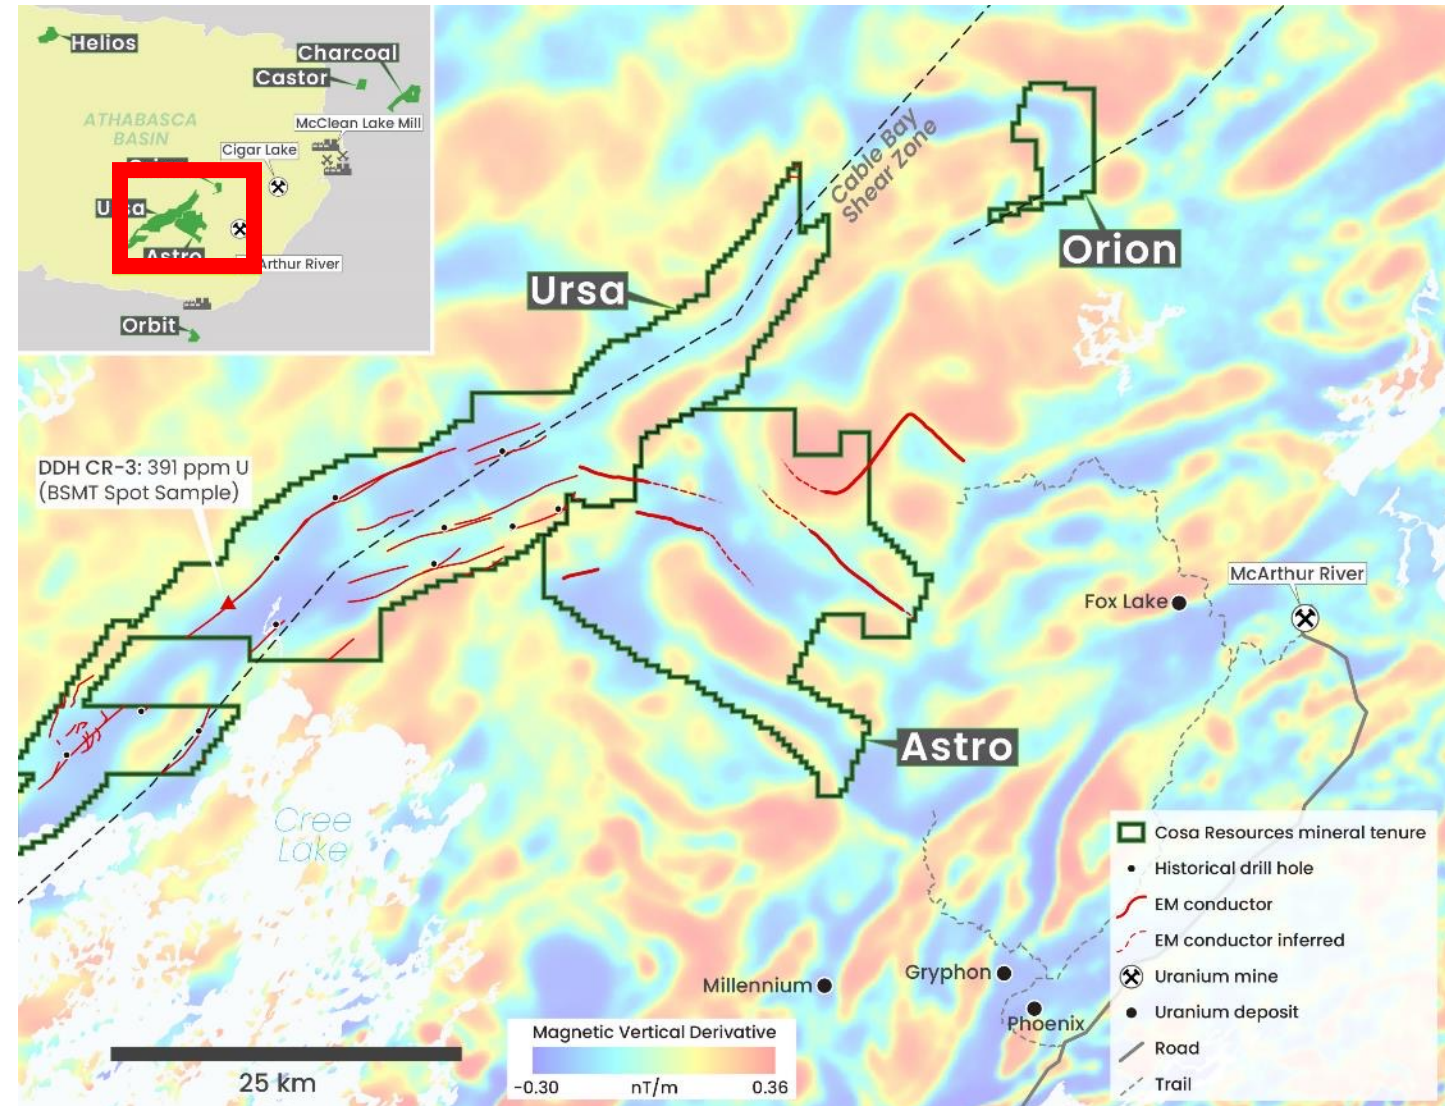 Helios
Charcoal
Castor
ATHABASCA
BASIN
McClean Lake Mill
Cigar Lake
Ursa
Astro
Arthur River
Orbit
Cable Bay
Shear Zone
Orion
Ursa
DDH CR-3: 391 ppm U
(BSMT Spot Sample)
McArthur River
Fox Lake
Astro
Cree
Lake
Cosa Resources mineral tenure
Historical drill hole
EM conductor
EM conductor inferred
Uranium mine
Uranium deposit
Road
Trail
Millennium
Gryphon
Phoenix
Magnetic Vertical Derivative
-0.30 nT/m 0.36
25 km